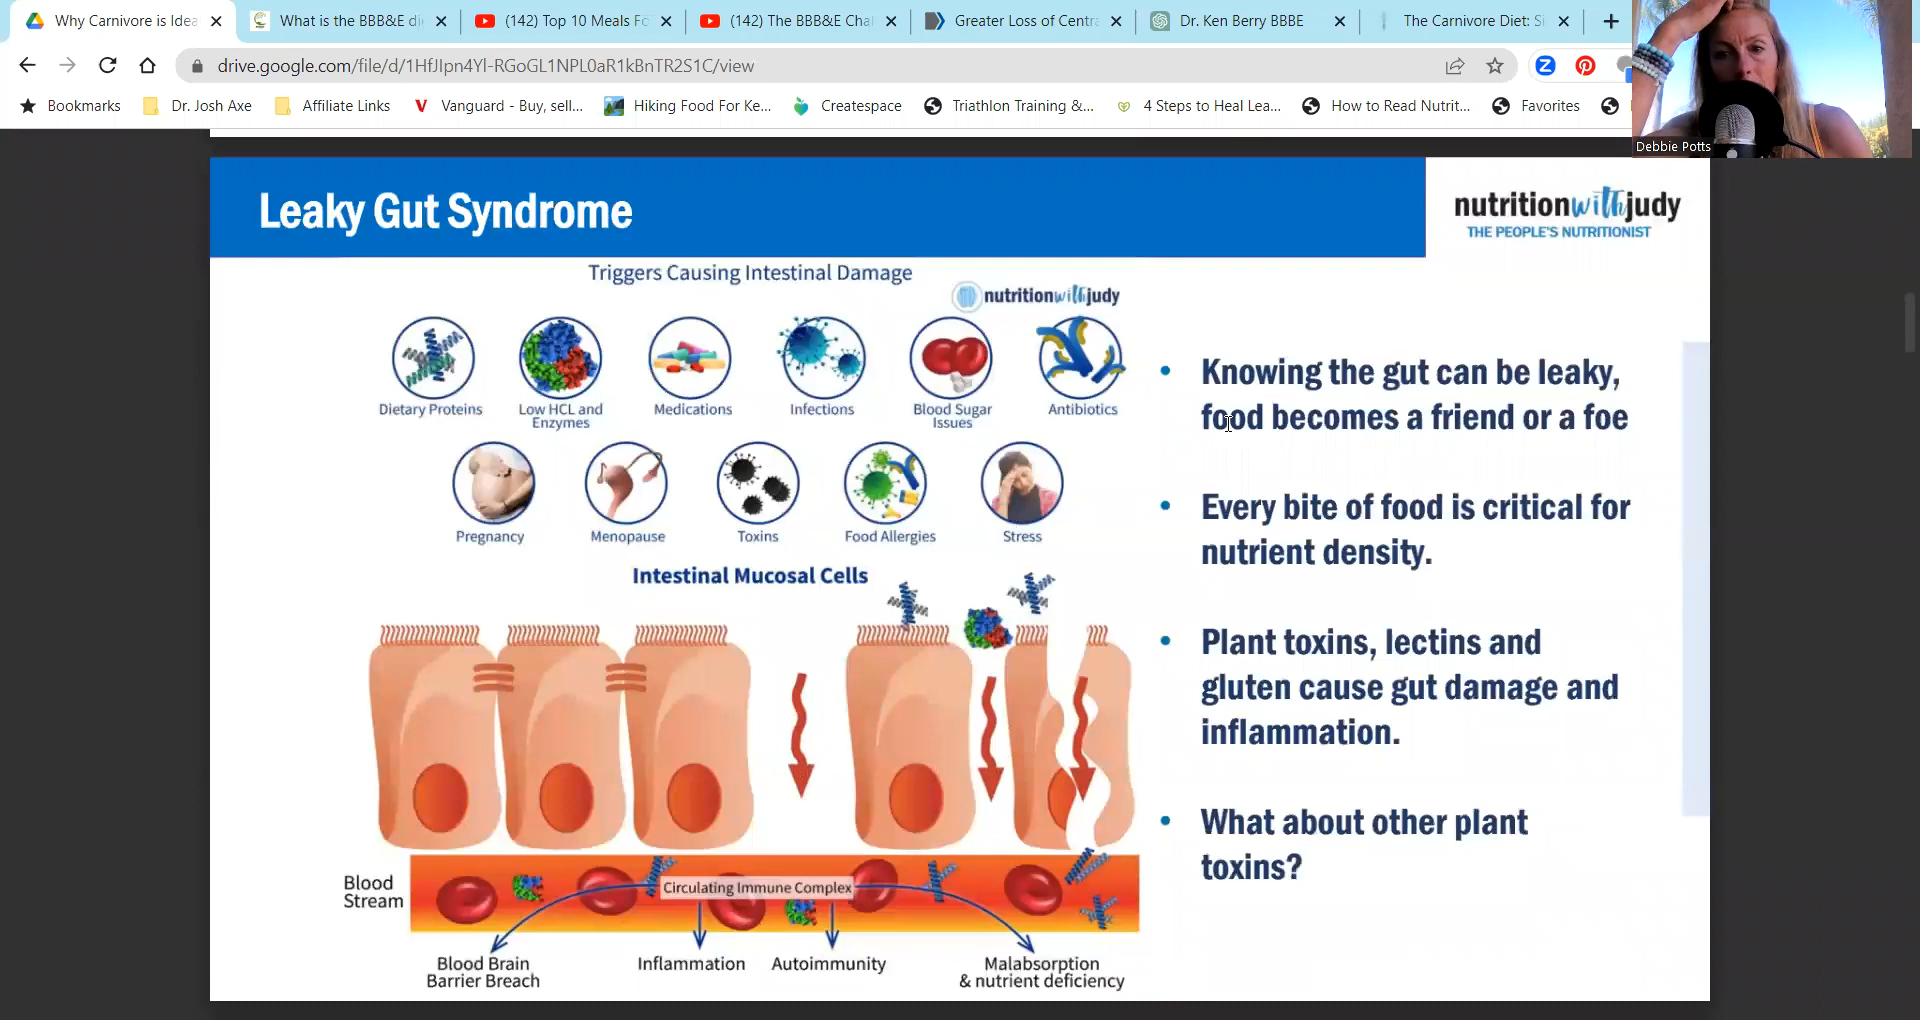 Why Carnivore is Idea
What is the BBB&E di
(142) Top 10 Meals Fo
(142) The BBB&E Cha
Greater Loss of Centra
Dr. Ken Berry BBBE
The Carnivore Diet: Si
drive.google.com/file/d/1HfJIpn4Yl-RGoGL1NPL0aR1kBnTR2S1C/view
Bookmarks
Dr. Josh Axe
Affiliate Links
Vanguard - Buy, sell...
Hiking Food For Ke...
Createspace
Triathlon Training &...
4 Steps to Heal Lea...
How to Read Nutrit...
Favorites
Debbie Potts
Leaky Gut Syndrome
nutritionwithjudy
THE PEOPLE'S NUTRITIONIST
Triggers Causing Intestinal Damage
nutritionwithjudy
Dietary Proteins
Low HCL and
Enzymes
Medications
Infections
Blood Sugar
Issues
Antibiotics
Pregnancy
Menopause
Toxins
Food Allergies
Stress
Intestinal Mucosal Cells
Blood
Stream
Circulating Immune Complex
Blood Brain
Barrier Breach
Inflammation
Autoimmunity
Malabsorption
& nutrient deficiency
• Knowing the gut can be leaky,
food becomes a friend or a foe
• Every bite of food is critical for
nutrient density.
• Plant toxins, lectins and
gluten cause gut damage and
inflammation.
• What about other plant
toxins?